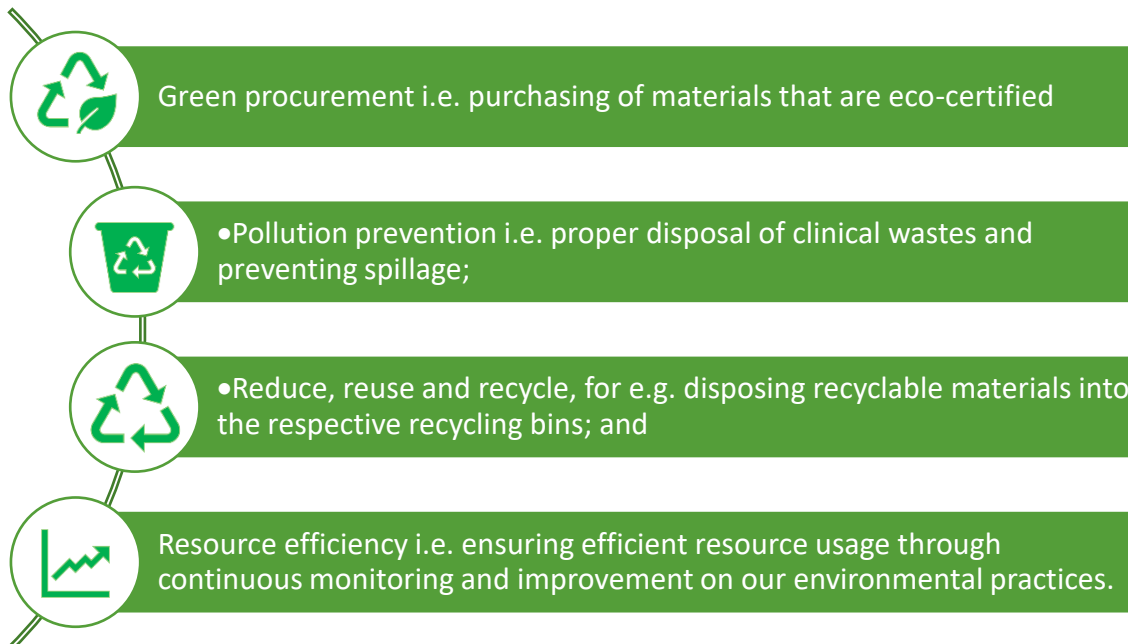 Green procurement i.e. purchasing of materials that are eco-certified
•Pollution prevention i.e. proper disposal of clinical wastes and
preventing spillage;
•Reduce, reuse and recycle, for e.g. disposing recyclable materials into
the respective recycling bins; and
Resource efficiency i.e. ensuring efficient resource usage through
continuous monitoring and improvement on our environmental practices.